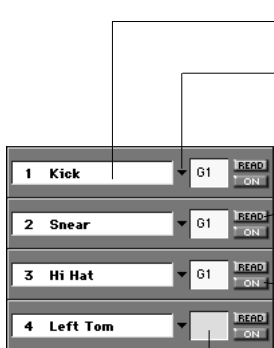 1 Kick G1 READ
ON
2 Snear G1 READ
ON
3 Hi Hat G1 READ
ON
4 Left Tom READ
ON